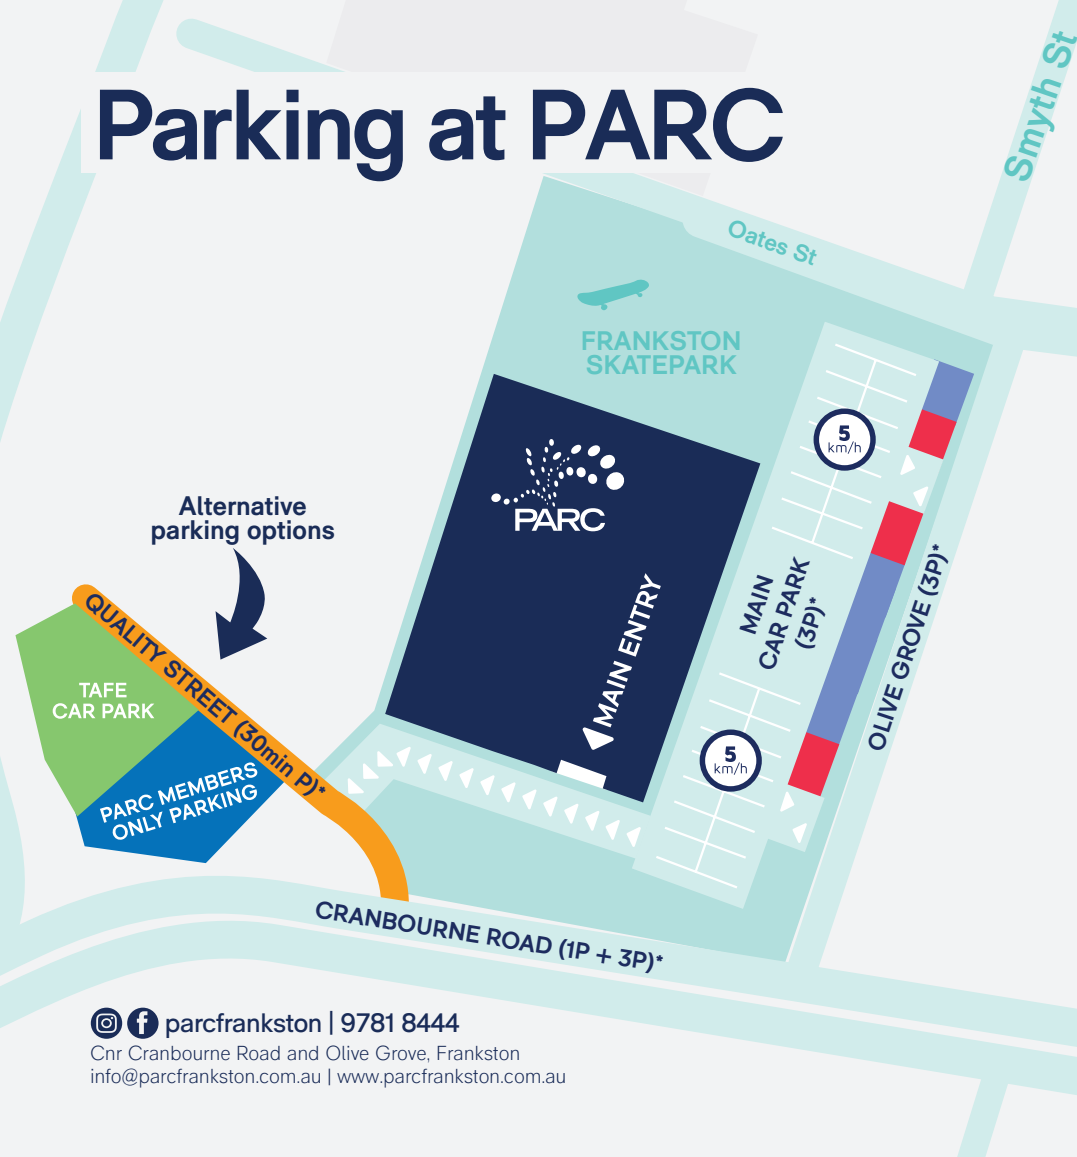 Parking at PARC
Smyth St
Oates St
FRANKSTON
SKATEPARK
5
km/h
PARC
Alternative
parking options
MAIN ENTRY
MAIN
CAR PARK
(3P)*
OLIVE GROVE (3P)*
QUALITY STREET (30min P)*
TAFE
CAR PARK
PARC MEMBERS
ONLY PARKING
5
km/h
CRANBOURNE ROAD (1P + 3P)*
parcfrankston | 9781 8444
Cnr Cranbourne Road and Olive Grove, Frankston
info@parcfrankston.com.au | www.parcfrankston.com.au